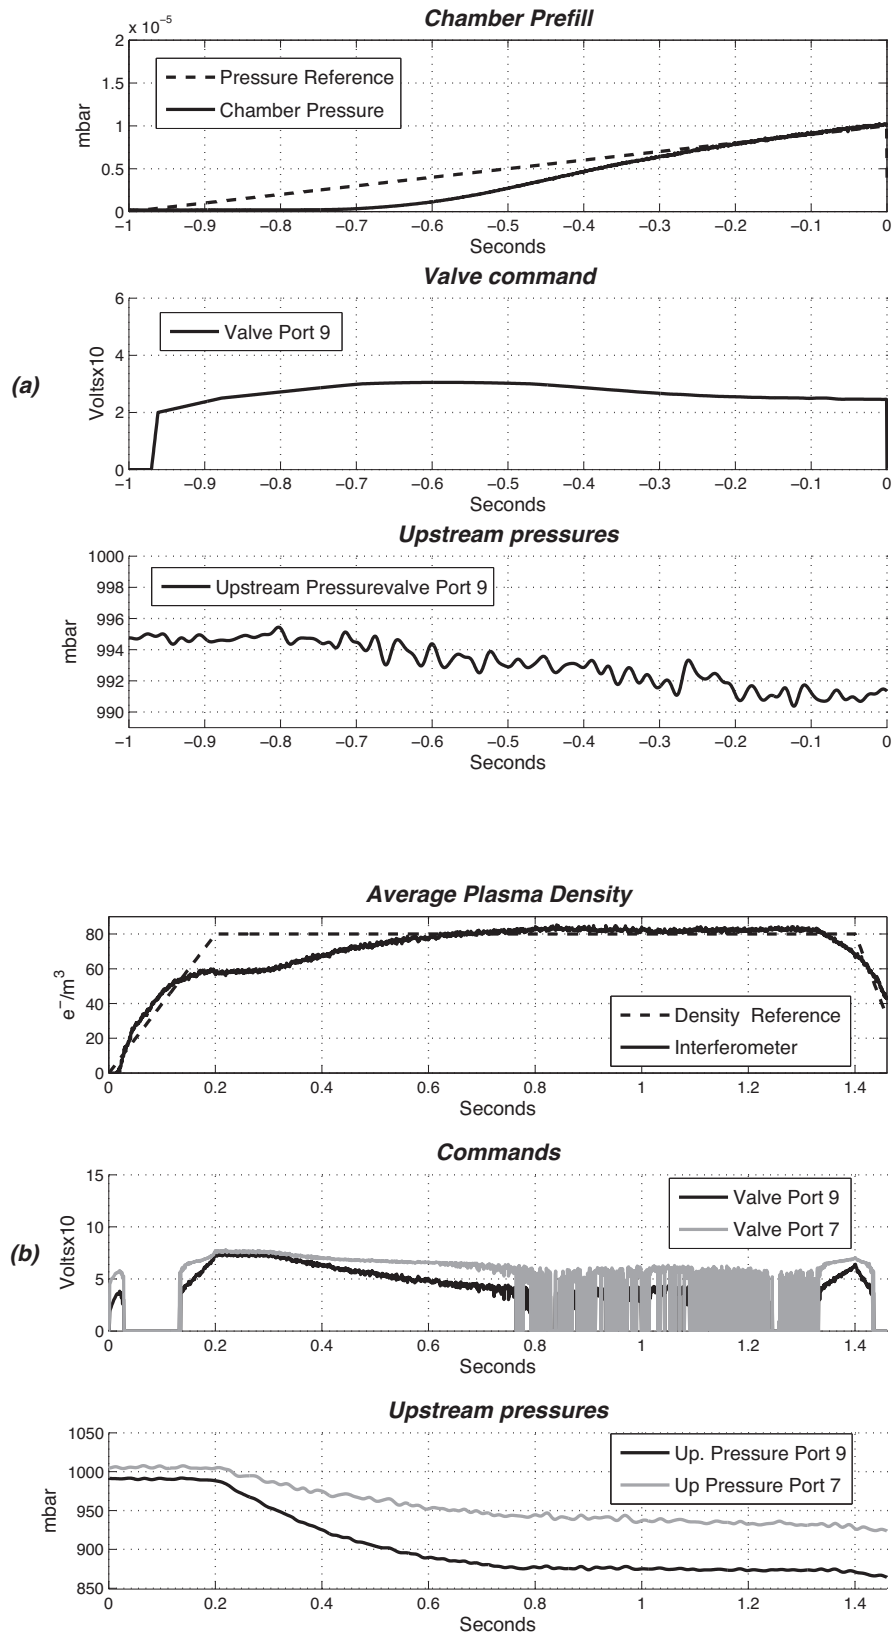 Chamber Prefill
x 10⁻⁵
2
1.5
1
0.5
0
mbar
Pressure Reference
Chamber Pressure
−1 −0.9 −0.8 −0.7 −0.6 −0.5 −0.4 −0.3 −0.2 −0.1 0
Seconds
Valve command
(a)
6
4
2
0
Voltsx10
Valve Port 9
−1 −0.9 −0.8 −0.7 −0.6 −0.5 −0.4 −0.3 −0.2 −0.1 0
Seconds
Upstream pressures
1000
998
996
994
992
990
mbar
Upstream Pressurevalve Port 9
−1 −0.9 −0.8 −0.7 −0.6 −0.5 −0.4 −0.3 −0.2 −0.1 0
Seconds
Average Plasma Density
80
60
40
20
0
e⁻/m³
Density Reference
Interferometer
0 0.2 0.4 0.6 0.8 1 1.2 1.4
Seconds
Commands
(b)
15
10
5
0
Voltsx10
Valve Port 9
Valve Port 7
0 0.2 0.4 0.6 0.8 1 1.2 1.4
Seconds
Upstream pressures
1050
1000
950
900
850
mbar
Up. Pressure Port 9
Up Pressure Port 7
0 0.2 0.4 0.6 0.8 1 1.2 1.4
Seconds